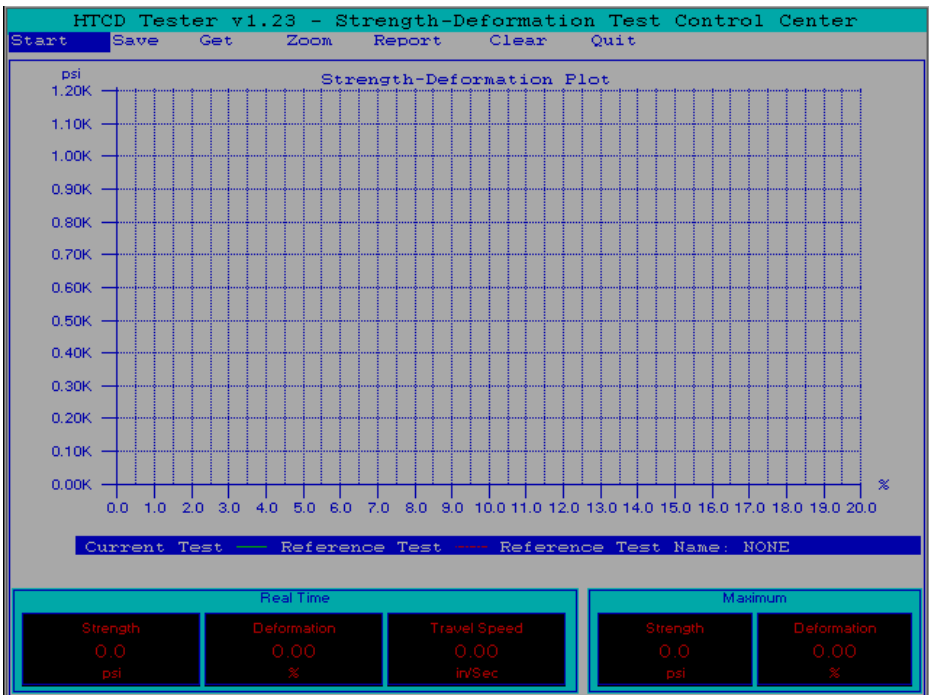 HTCD Tester v1.23 - Strength-Deformation Test Control Center
Start Save Get Zoom Report Clear Quit
psi
Strength-Deformation Plot
1.20K
1.10K
1.00K
0.90K
0.80K
0.70K
0.60K
0.50K
0.40K
0.30K
0.20K
0.10K
0.00K
%
0.0 1.0 2.0 3.0 4.0 5.0 6.0 7.0 8.0 9.0 10.0 11.0 12.0 13.0 14.0 15.0 16.0 17.0 18.0 19.0 20.0
Current Test Reference Test Reference Test Name: NONE
Real Time Maximum
Strength Deformation Travel Speed Strength Deformation
0.0 0.00 0.00 0.0 0.00
psi % in/Sec psi %